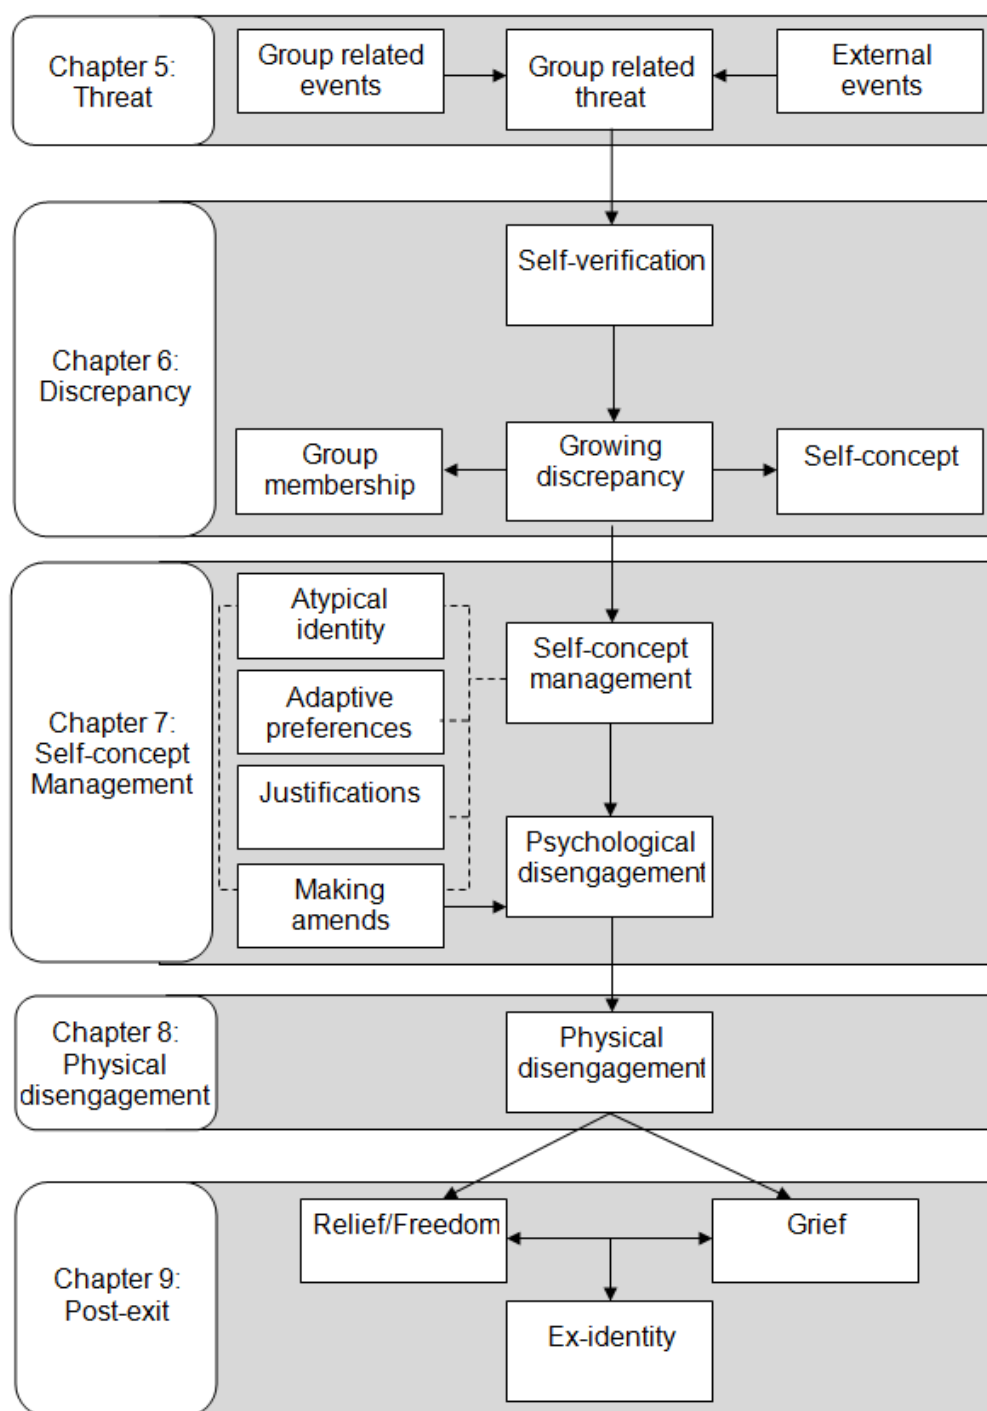 Chapter 5:
Threat
Group related
events
Group related
threat
External
events
Chapter 6:
Discrepancy
Self-verification
Group
membership
Growing
discrepancy
Self-concept
Chapter 7:
Self-concept
Management
Atypical
identity
Adaptive
preferences
Justifications
Making
amends
Self-concept
management
Psychological
disengagement
Chapter 8:
Physical
disengagement
Physical
disengagement
Chapter 9:
Post-exit
Relief/Freedom
Grief
Ex-identity